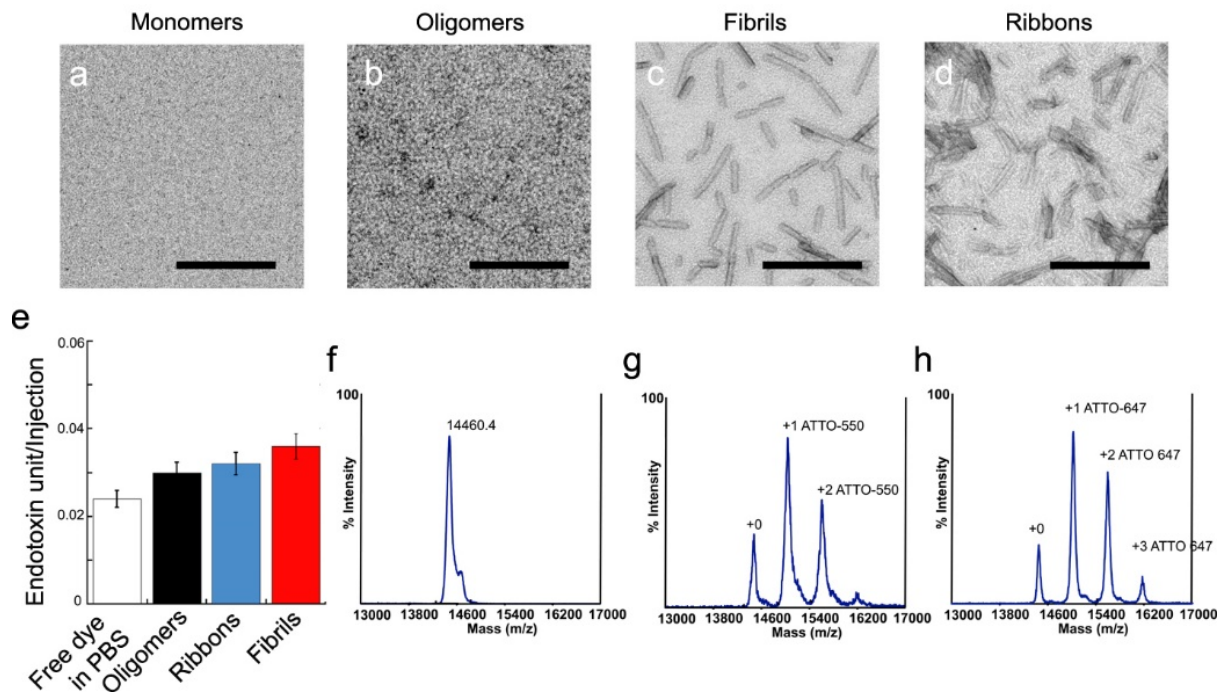 Monomers
Oligomers
Fibrils
Ribbons
a
b
c
d
e
Endotoxin unit/Injection
0.06
0.04
0.02
0
Free dye
in PBS
Oligomers
Ribbons
Fibrils
f
100
% Intensity
14460.4
13000 13800 14600 15400 16200 17000
Mass (m/z)
g
100
% Intensity
+0
+1 ATTO-550
+2 ATTO-550
13000 13800 14600 15400 16200 17000
Mass (m/z)
h
100
% Intensity
+0
+1 ATTO-647
+2 ATTO 647
+3 ATTO 647
13000 13800 14600 15400 16200 17000
Mass (m/z)